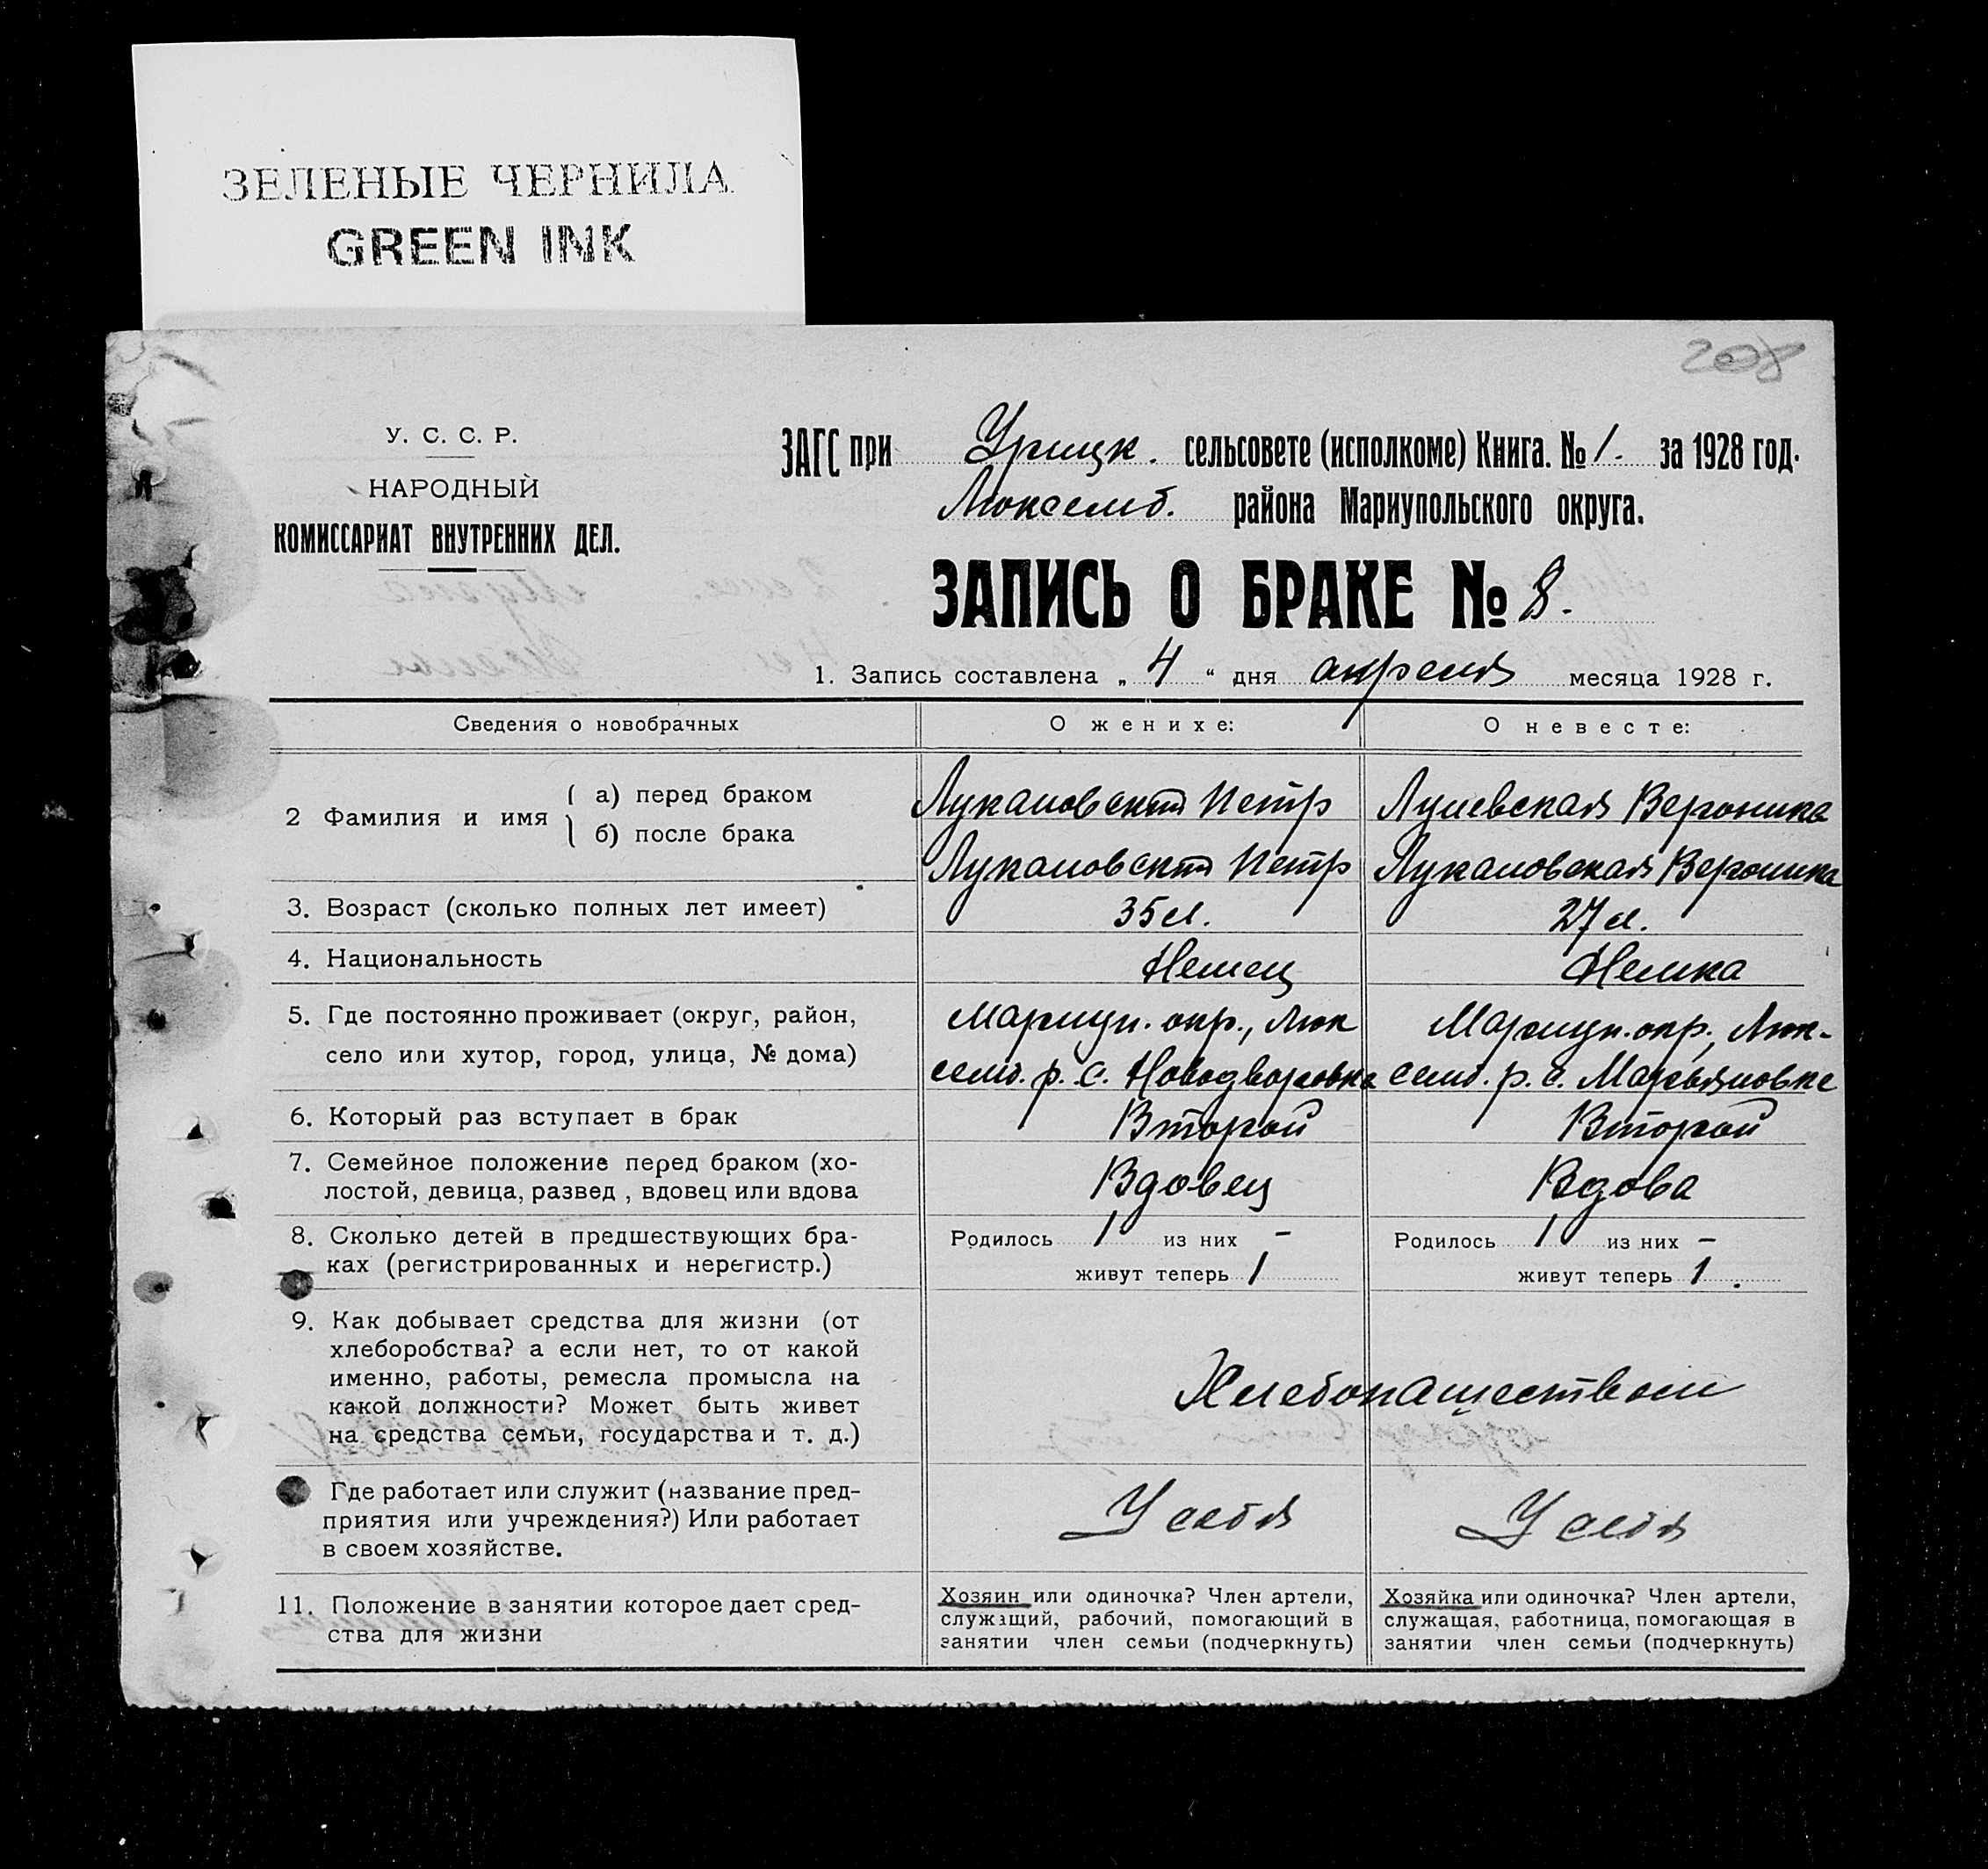 ЗЕЛЕНЫЕ ЧЕРНИЛА
GREEN INK
208
У. С. С. Р.
НАРОДНЫЙ
КОМИССАРИАТ ВНУТРЕННИХ ДЕЛ.
ЗАГС при Урицк. сельсовете (исполкоме) Книга. № 1. за 1928 год.
Люксемб. района Мариупольского округа.
ЗАПИСЬ О БРАКЕ № 8.
1. Запись составлена „ 4 “ дня апреля месяца 1928 г.
Сведения о новобрачных О женихе: О невесте:
2 Фамилия и имя { а) перед браком Лукановский Петр Вероника
б) после брака Лукановский Петр Лукановская Вероника
3. Возраст (сколько полных лет имеет) 35 л. 27 л.
4. Национальность Немец Немка
5. Где постоянно проживает (округ, район, Мариуп. окр., Люк Мариуп. окр., Люк-
село или хутор, город, улица, № дома) семб. р. с. Новодворовка семб. р. с. Марьяновке
6. Который раз вступает в брак Второй Второй
7. Семейное положение перед браком (хо-
лостой, девица, развед , вдовец или вдова Вдовец Вдова
8. Сколько детей в предшествующих бра- Родилось 1 из них – Родилось 1 из них –
ках (регистрированных и нерегистр.) живут теперь 1 живут теперь 1.
9. Как добывает средства для жизни (от
хлеборобства? а если нет, то от какой
именно, работы, ремесла промысла на
какой должности? Может быть живет Хлебопашеством
на средства семьи, государства и т. д.)
Где работает или служит (название пред-
приятия или учреждения?) Или работает У себя У себя
в своем хозяйстве.
11. Положение в занятии которое дает сред-
ства для жизни
Хозяин или одиночка? Член артели,
служащий, рабочий, помогающий в
занятии член семьи (подчеркнуть)
Хозяйка или одиночка? Член артели,
служащая, работница, помогающая в
занятии член семьи (подчеркнуть)